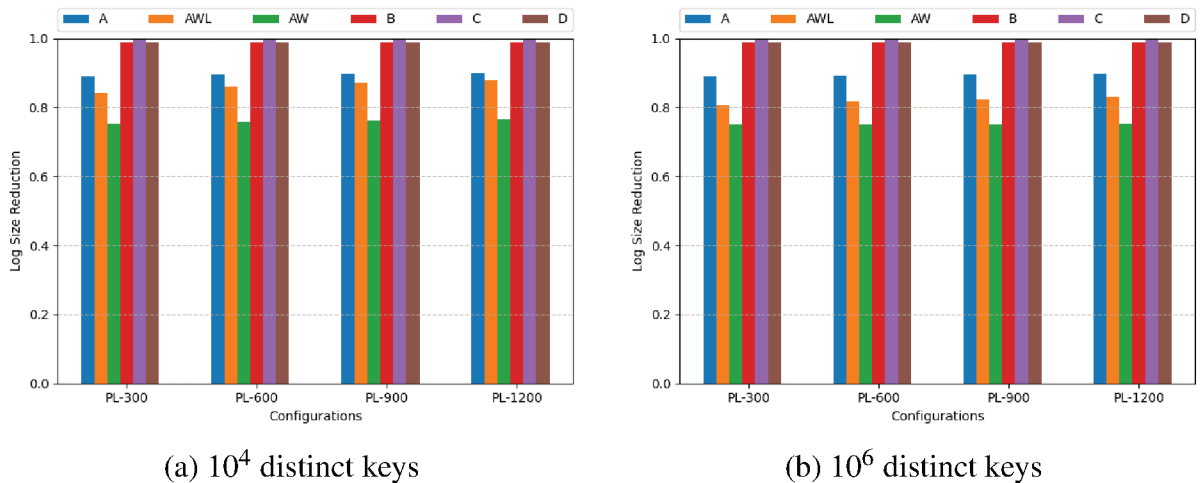 A AWL AW B C D
1.0
0.8
0.6
0.4
0.2
0.0
Log Size Reduction
PL-300 PL-600 PL-900 PL-1200
Configurations
(a) 10^4 distinct keys
A AWL AW B C D
1.0
0.8
0.6
0.4
0.2
0.0
Log Size Reduction
PL-300 PL-600 PL-900 PL-1200
Configurations
(b) 10^6 distinct keys